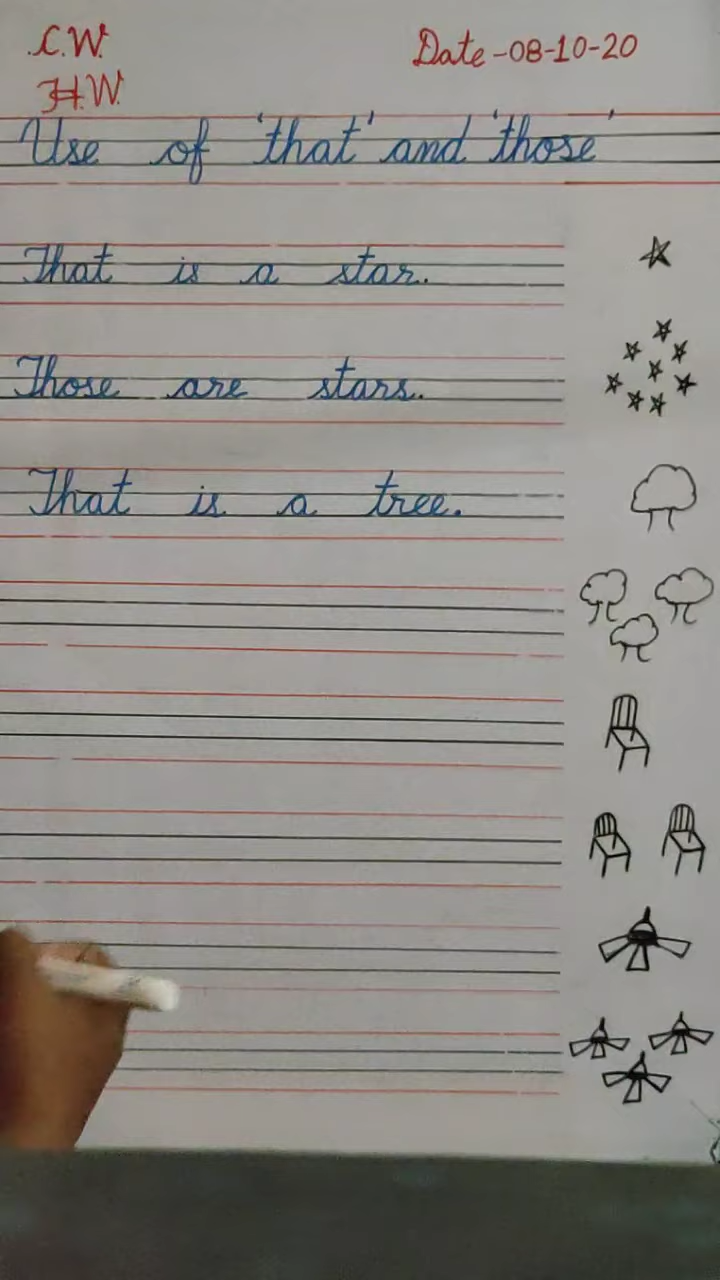 C.W. Date-08-10-20
H.W.
Use of 'that' and 'those'
That is a star.
Those are stars.
That is a tree.